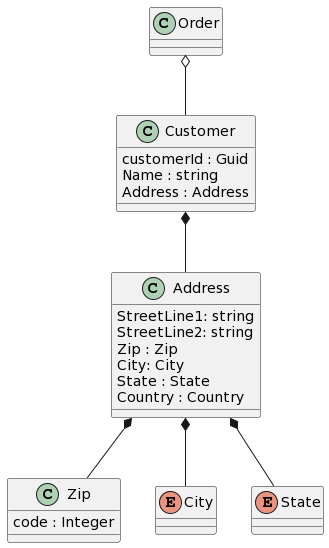 C Order
C Customer
customerId : Guid
Name : string
Address : Address
C Address
StreetLine1: string
StreetLine2: string
Zip : Zip
City: City
State : State
Country : Country
C Zip
code : Integer
E City
E State